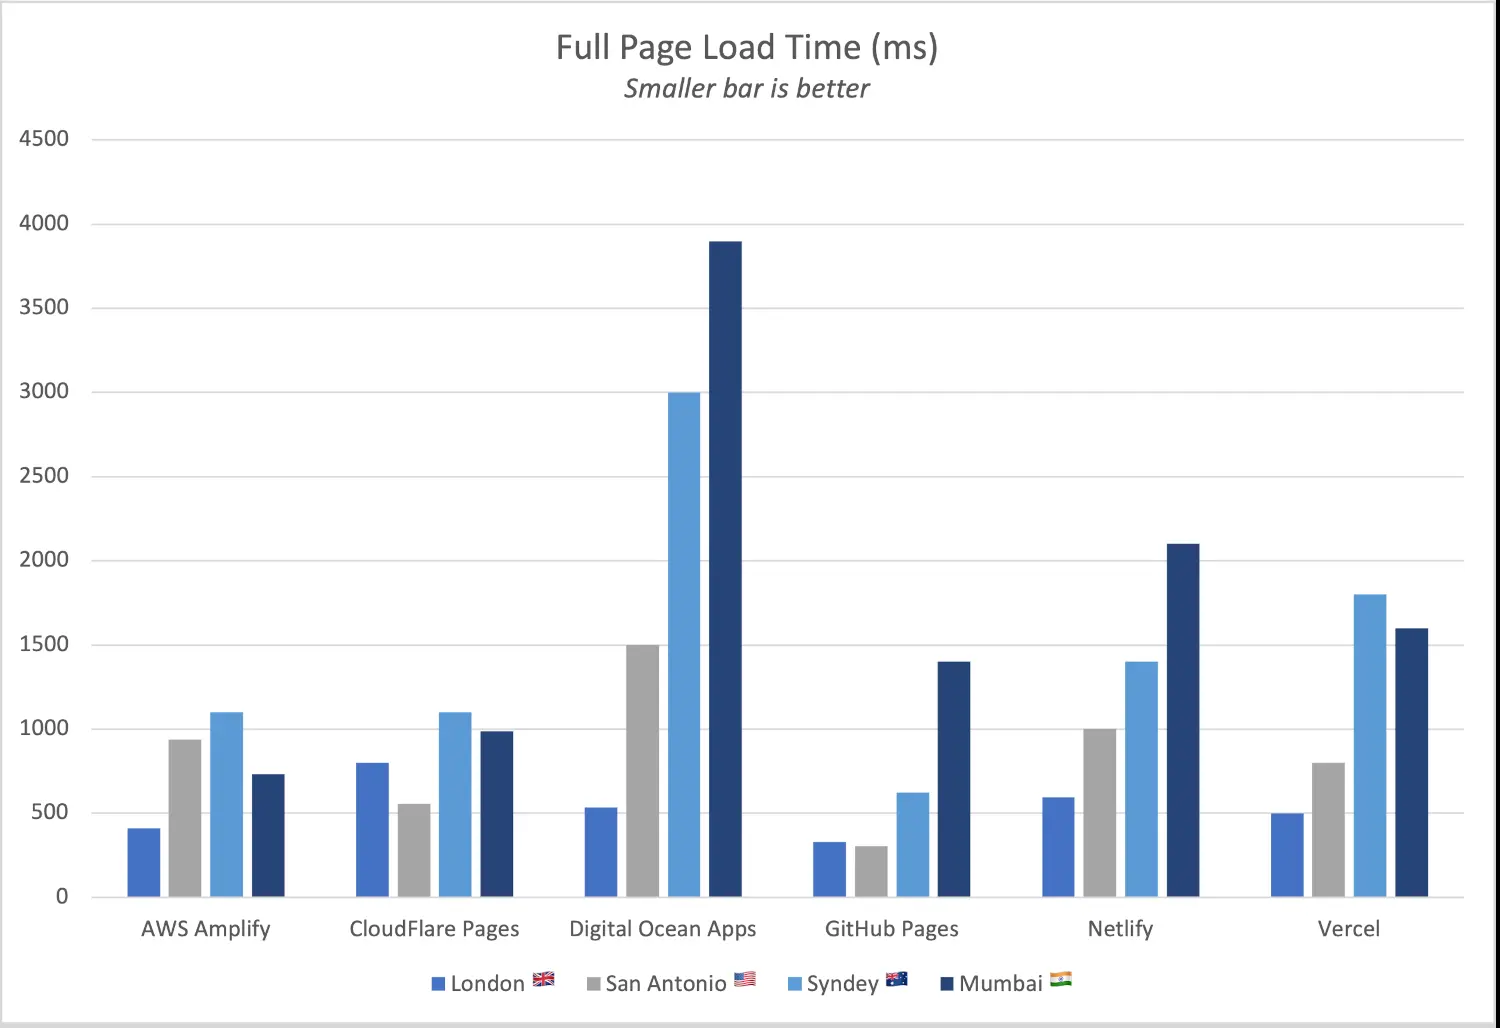 Full Page Load Time (ms)
Smaller bar is better
4500
4000
3500
3000
2500
2000
1500
1000
500
0
AWS Amplify CloudFlare Pages Digital Ocean Apps GitHub Pages Netlify Vercel
London San Antonio Syndey Mumbai